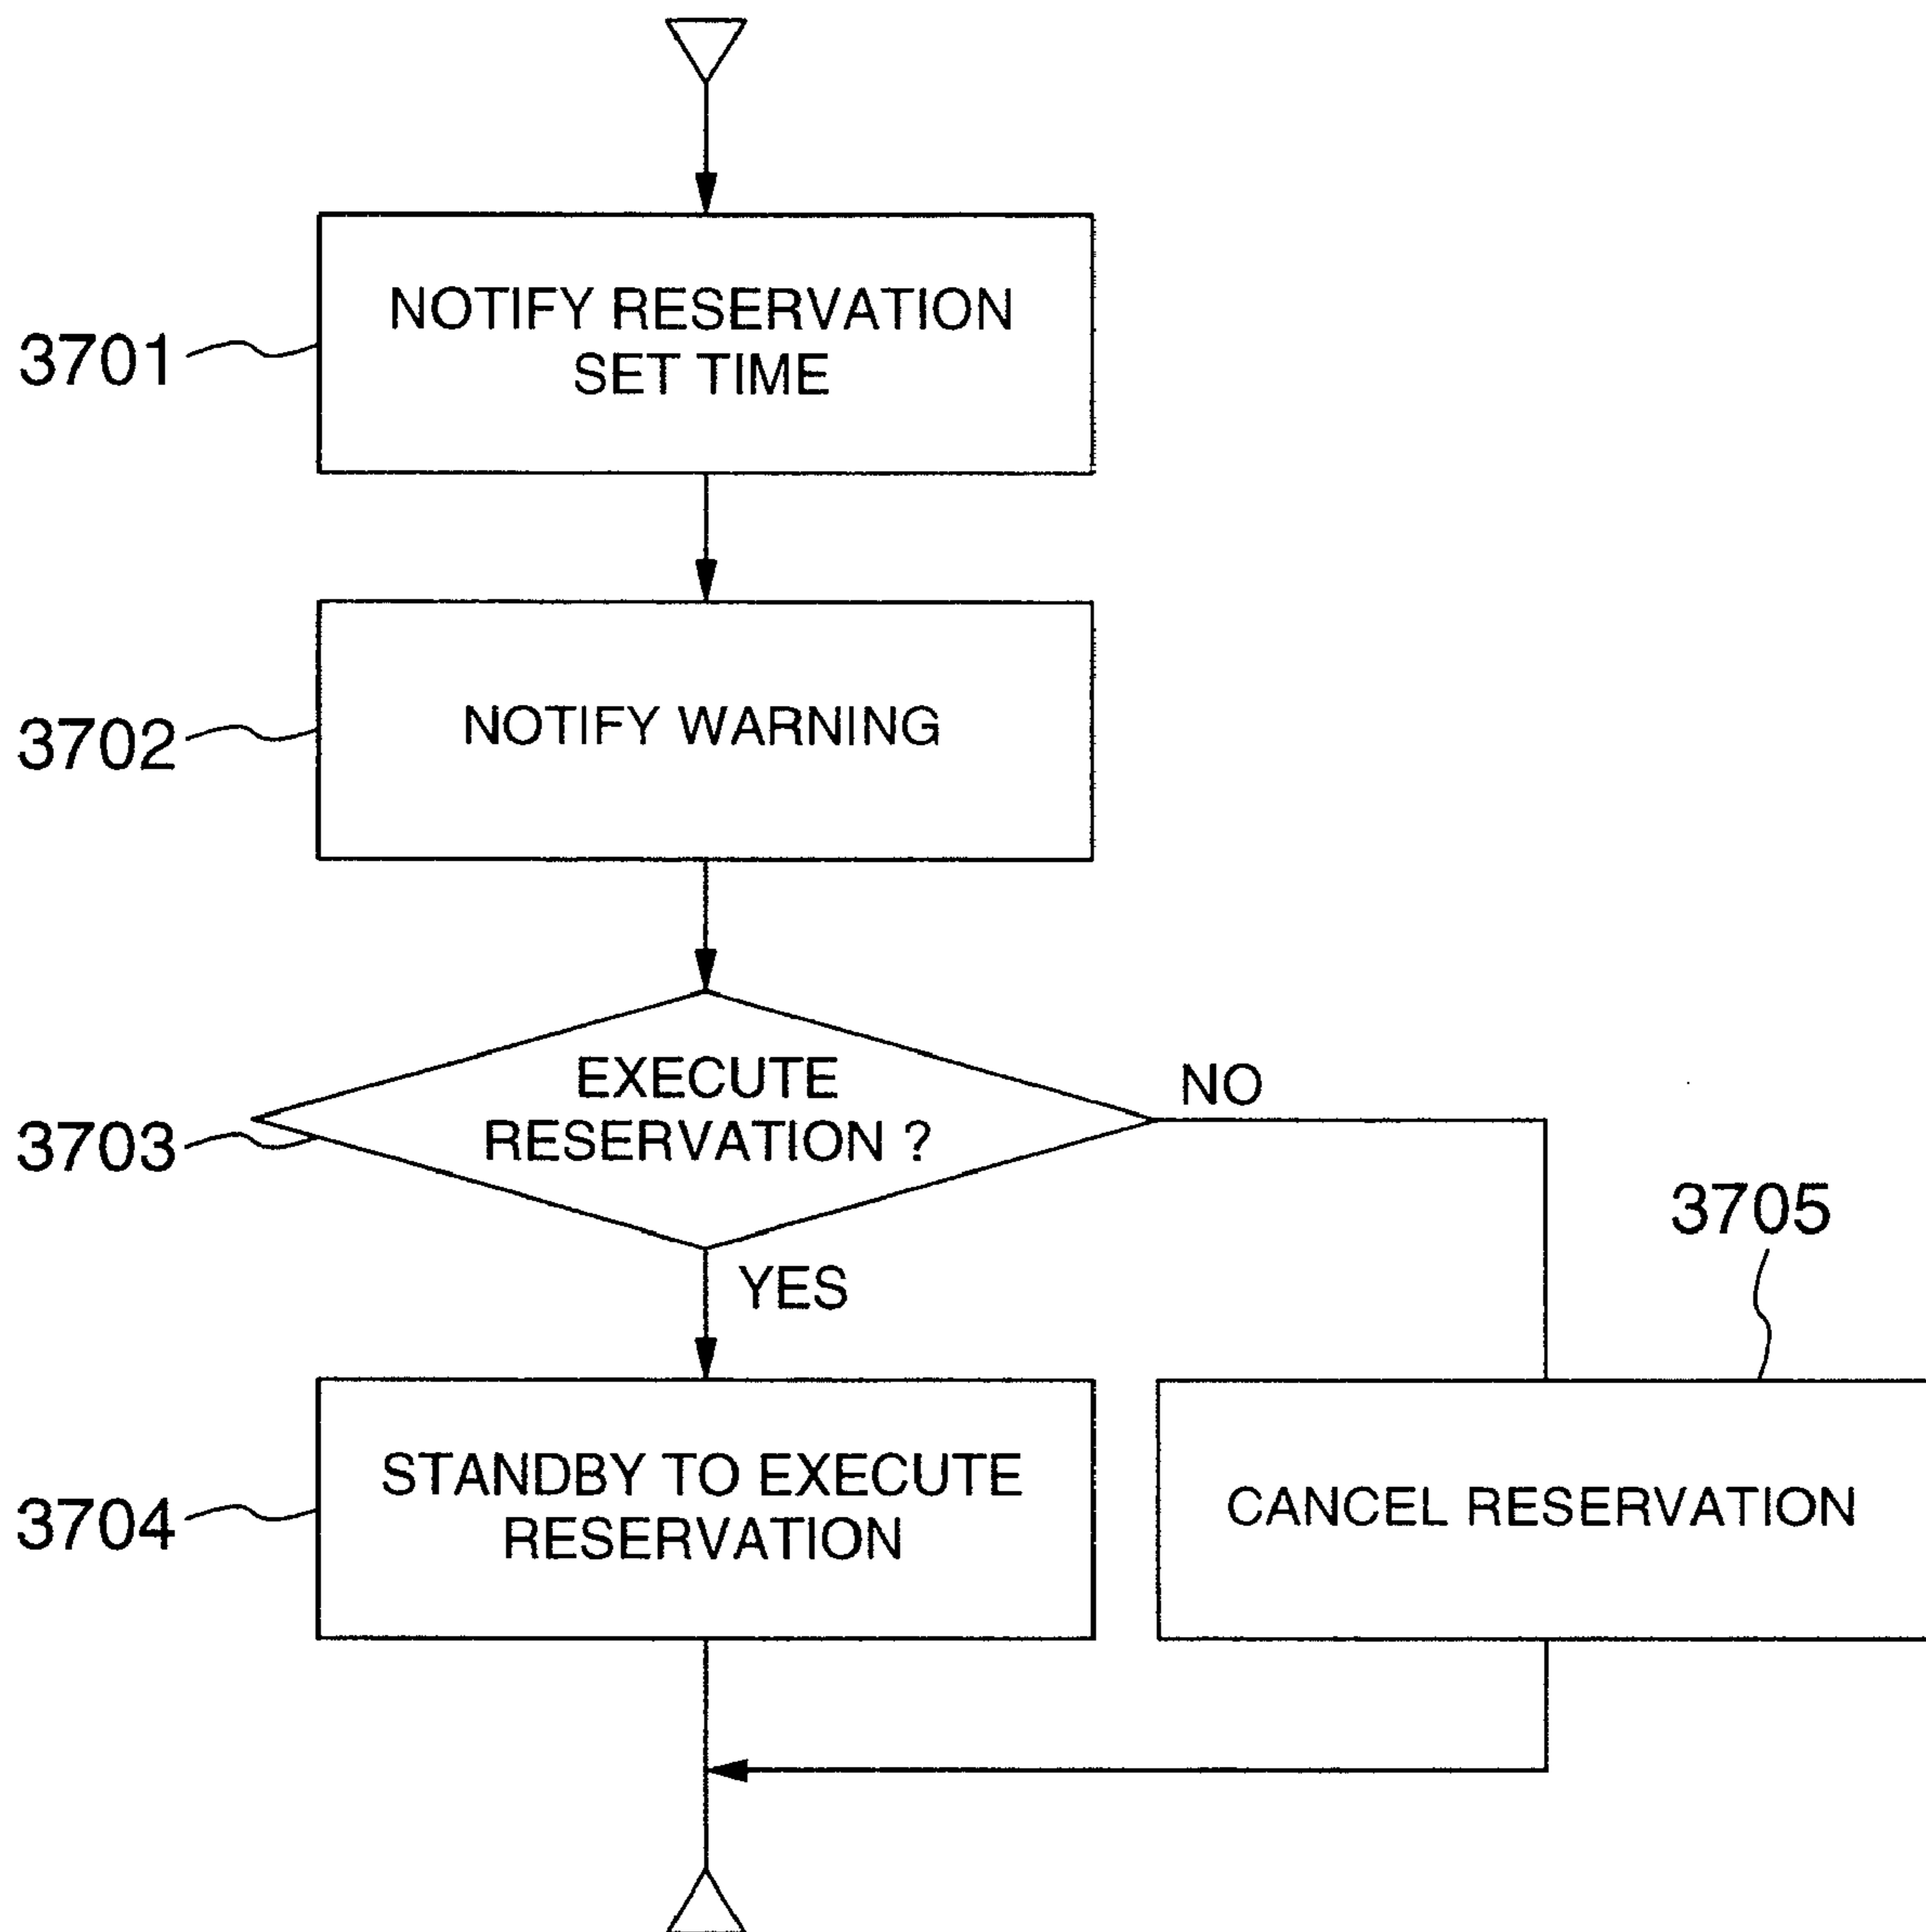 NOTIFY RESERVATION
SET TIME
3701
NOTIFY WARNING
3702
EXECUTE
RESERVATION ?
NO
3703
3705
YES
STANDBY TO EXECUTE
RESERVATION
3704
CANCEL RESERVATION